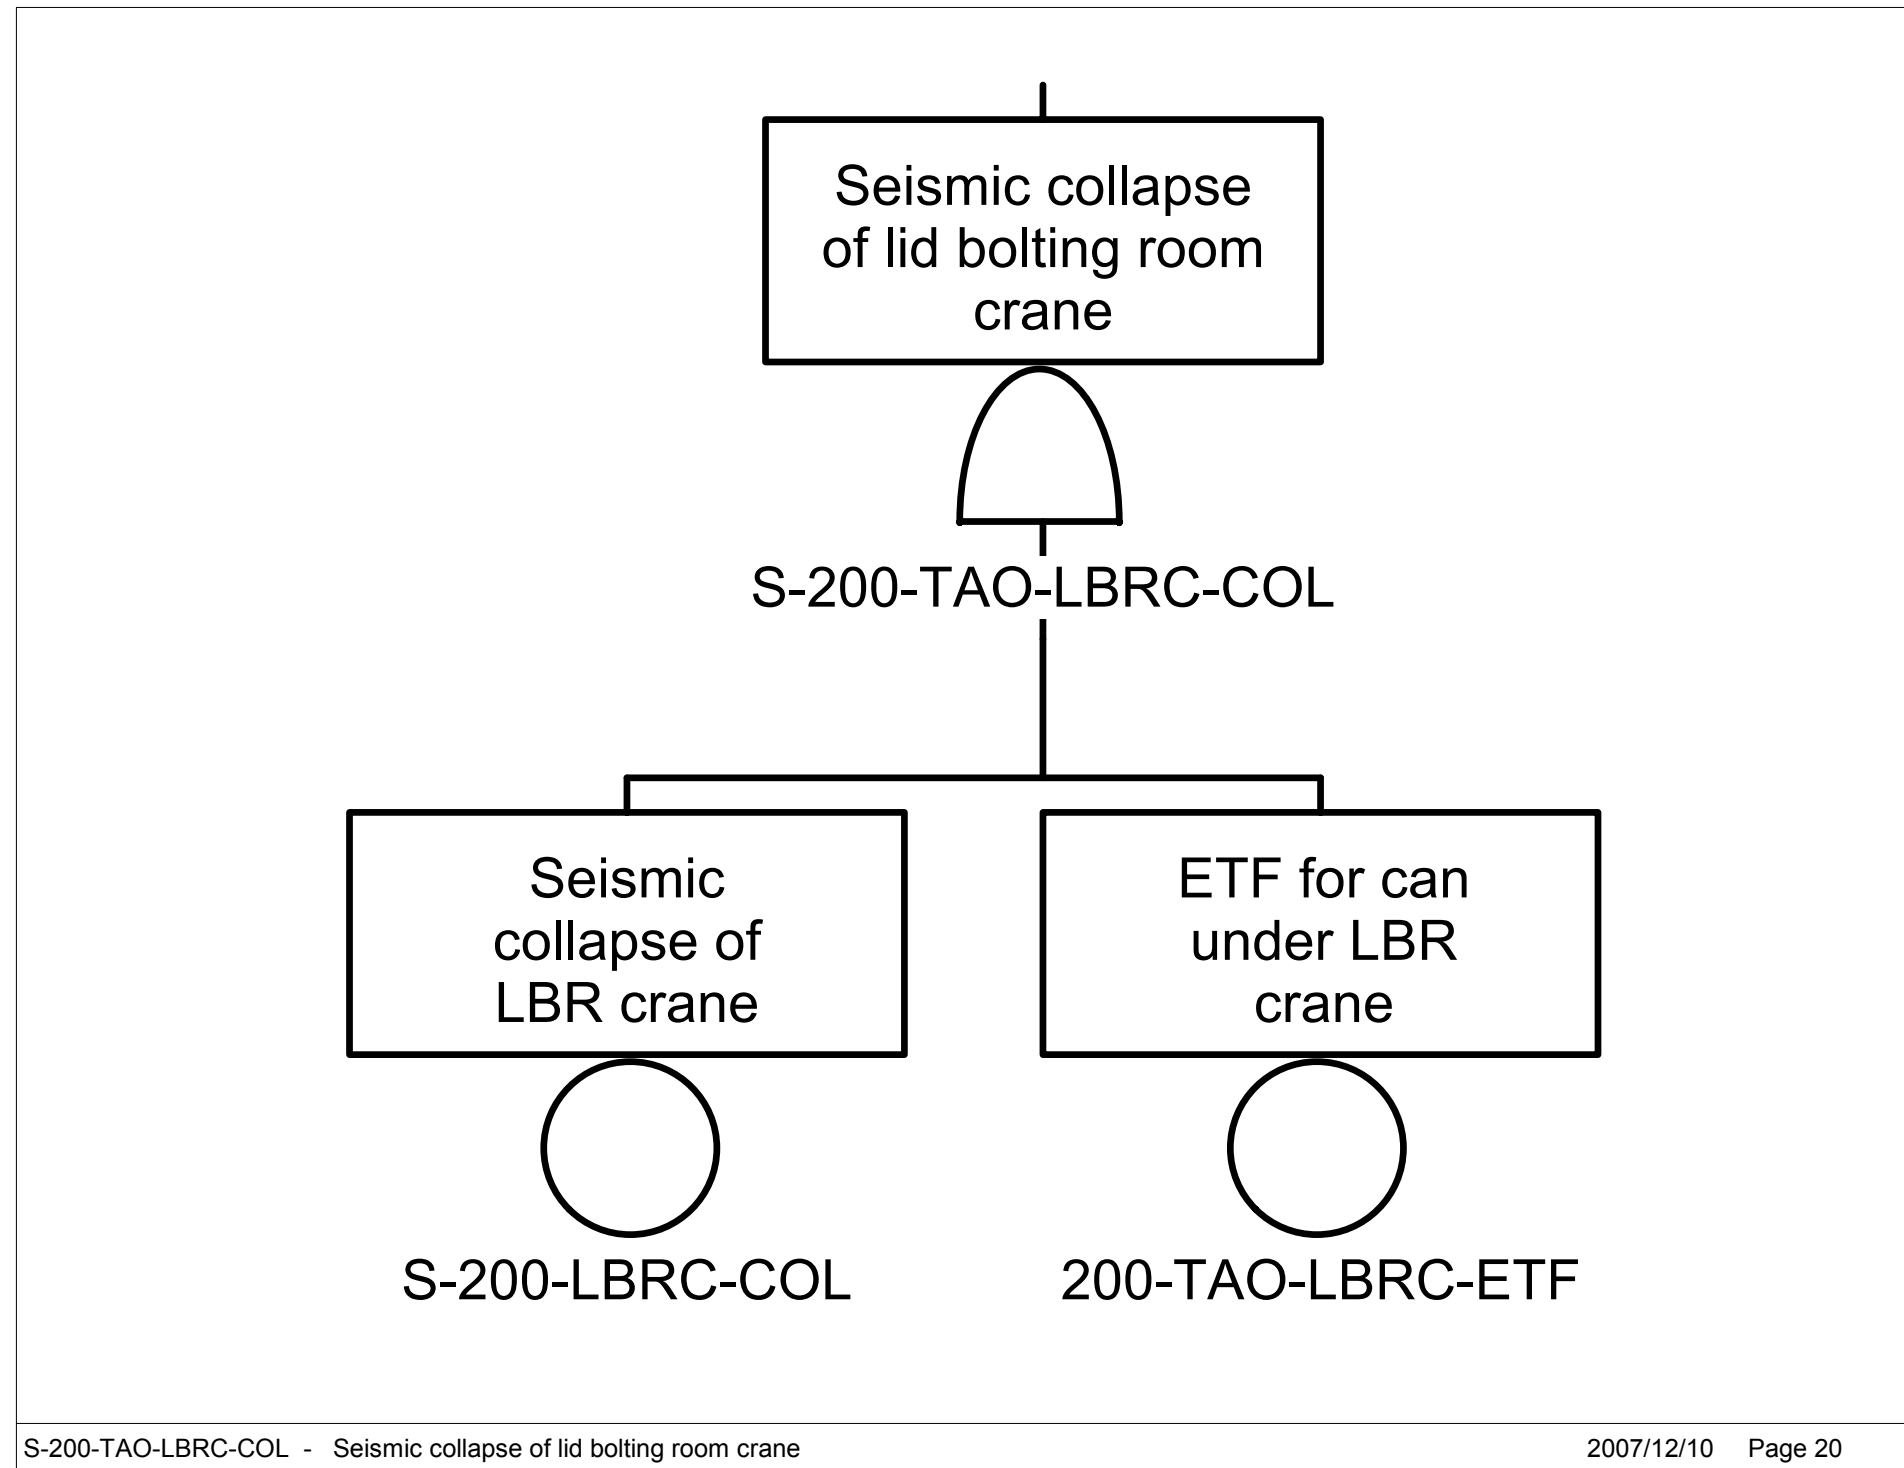 Seismic collapse
of lid bolting room
crane
S-200-TAO-LBRC-COL
Seismic
collapse of
LBR crane
S-200-LBRC-COL
ETF for can
under LBR
crane
200-TAO-LBRC-ETF
S-200-TAO-LBRC-COL - Seismic collapse of lid bolting room crane
2007/12/10 Page 20